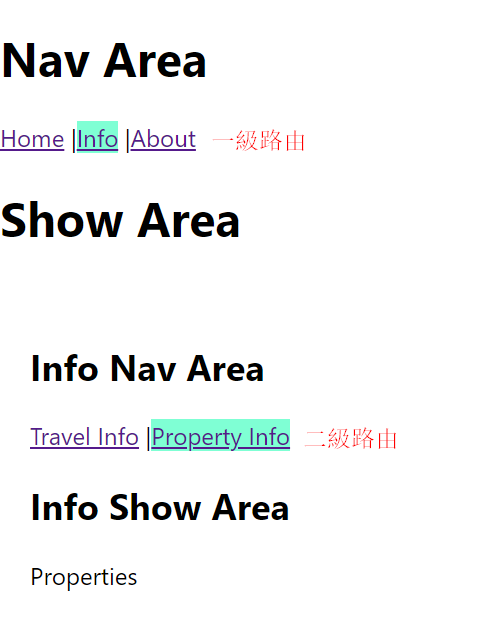 Nav Area
Home |Info |About 一級路由
Show Area
Info Nav Area
Travel Info |Property Info 二級路由
Info Show Area
Properties